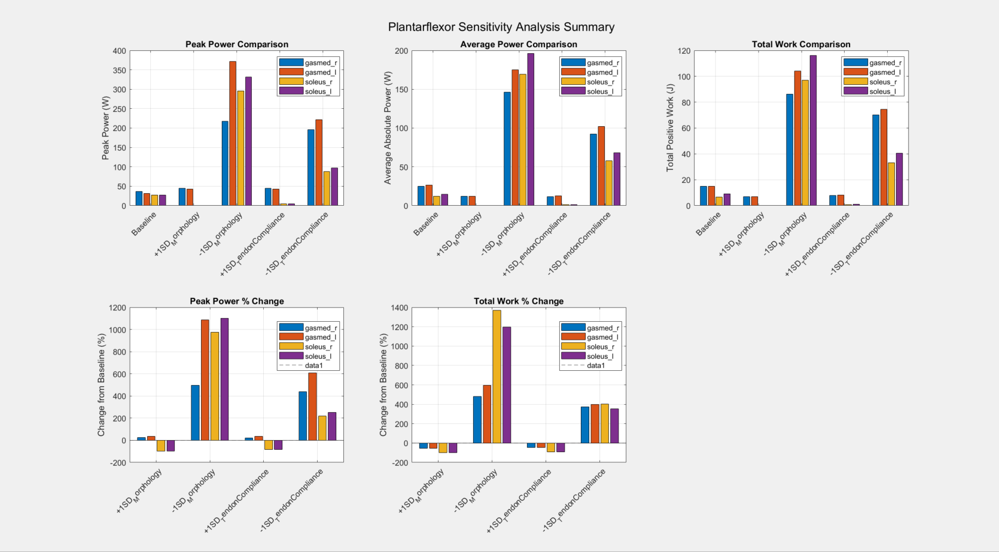 Plantarflexor Sensitivity Analysis Summary
Peak Power Comparison
Peak Power (W)
400
350
300
250
200
150
100
50
0
gasmed_r
gasmed_l
soleus_r
soleus_l
Baseline
+1SD_Morphology
-1SD_Morphology
+1SD_TendonCompliance
-1SD_TendonCompliance
Average Power Comparison
Average Absolute Power (W)
200
150
100
50
0
gasmed_r
gasmed_l
soleus_r
soleus_l
Baseline
+1SD_Morphology
-1SD_Morphology
+1SD_TendonCompliance
-1SD_TendonCompliance
Total Work Comparison
Total Positive Work (J)
120
100
80
60
40
20
0
gasmed_r
gasmed_l
soleus_r
soleus_l
Baseline
+1SD_Morphology
-1SD_Morphology
+1SD_TendonCompliance
-1SD_TendonCompliance
Peak Power % Change
Change from Baseline (%)
1200
1000
800
600
400
200
0
-200
gasmed_r
gasmed_l
soleus_r
soleus_l
data1
+1SD_Morphology
-1SD_Morphology
+1SD_TendonCompliance
-1SD_TendonCompliance
Total Work % Change
Change from Baseline (%)
1400
1200
1000
800
600
400
200
0
-200
gasmed_r
gasmed_l
soleus_r
soleus_l
data1
+1SD_Morphology
-1SD_Morphology
+1SD_TendonCompliance
-1SD_TendonCompliance